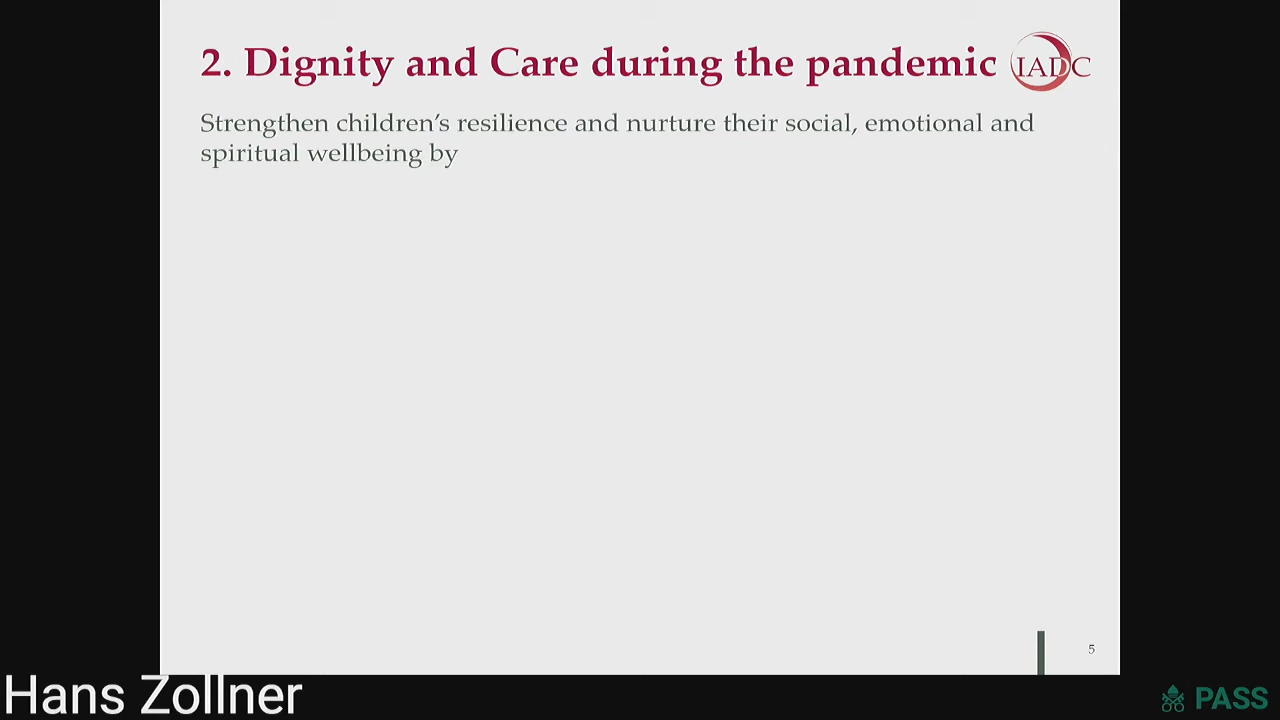 2. Dignity and Care during the pandemic
IADC
Strengthen children's resilience and nurture their social, emotional and
spiritual wellbeing by
5
Hans Zollner
PASS